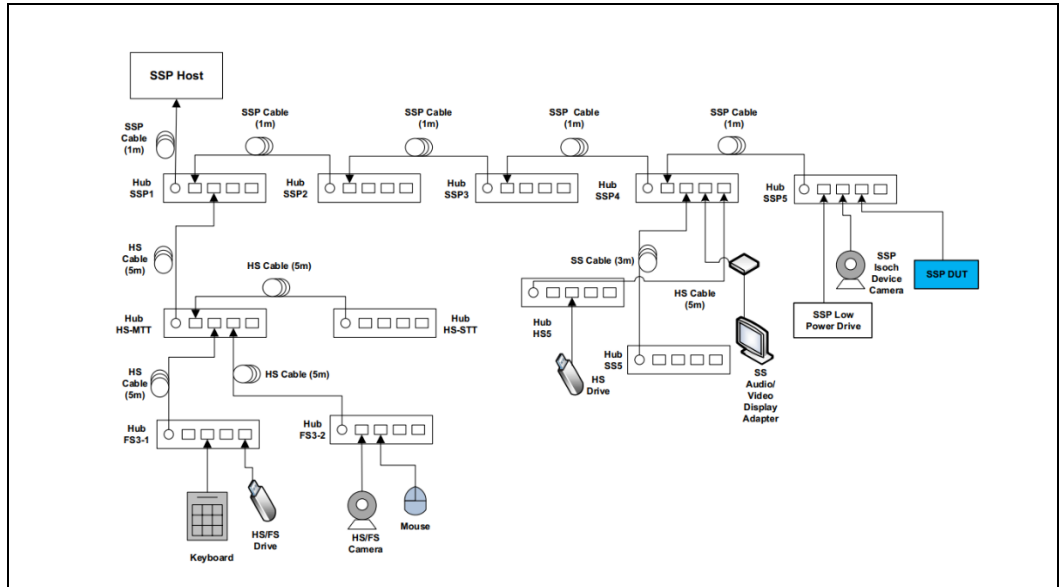 SSP Host
SSP
Cable
(1m)
SSP Cable
(1m)
SSP Cable
(1m)
SSP Cable
(1m)
SSP Cable
(1m)
Hub
SSP1
Hub
SSP2
Hub
SSP3
Hub
SSP4
Hub
SSP5
HS
Cable
(5m)
HS Cable (5m)
SS Cable (3m)
HS Cable
(5m)
SSP
Isoch
Device
Camera
SSP DUT
SSP Low
Power Drive
Hub
HS-MTT
Hub
HS-STT
Hub
HS5
HS
Drive
Hub
SS5
SS
Audio/
Video
Display
Adapter
HS
Cable
(5m)
HS Cable (5m)
Hub
FS3-1
Hub
FS3-2
Keyboard
HS/FS
Drive
HS/FS
Camera
Mouse